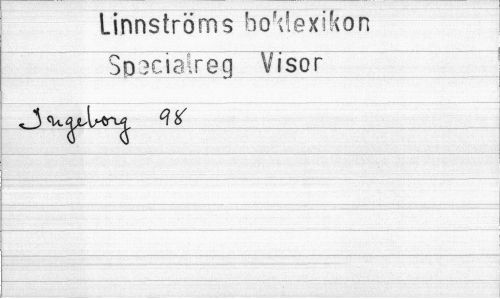 Linnströms boklexikon
Specialreg Visor
Ingeborg 98